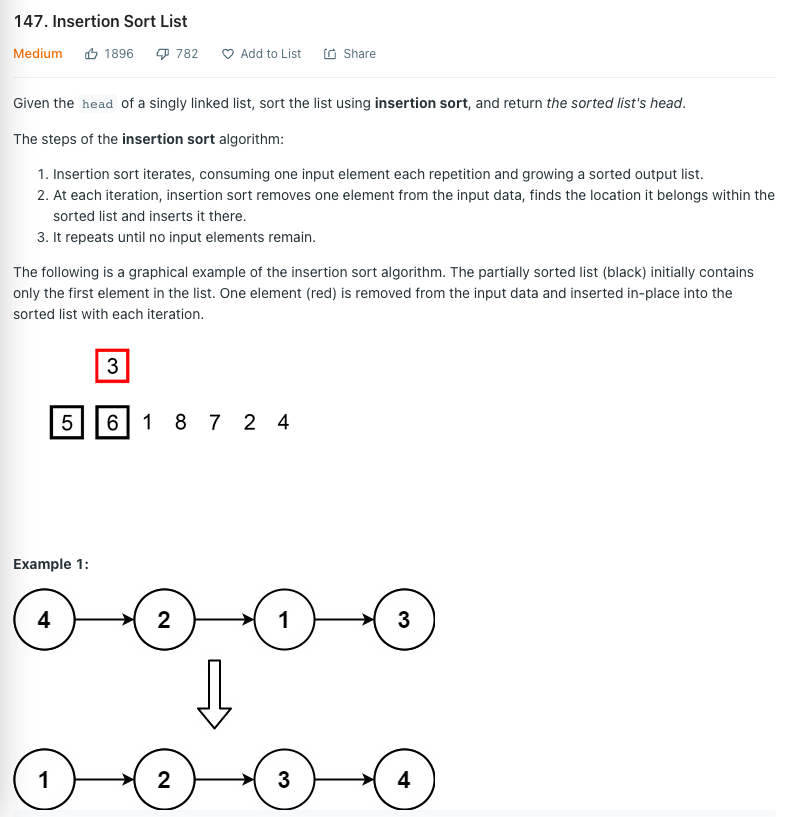 147. Insertion Sort List
Medium 1896 782 Add to List Share
Given the head of a singly linked list, sort the list using insertion sort, and return the sorted list's head.
The steps of the insertion sort algorithm:
1. Insertion sort iterates, consuming one input element each repetition and growing a sorted output list.
2. At each iteration, insertion sort removes one element from the input data, finds the location it belongs within the
sorted list and inserts it there.
3. It repeats until no input elements remain.
The following is a graphical example of the insertion sort algorithm. The partially sorted list (black) initially contains
only the first element in the list. One element (red) is removed from the input data and inserted in-place into the
sorted list with each iteration.
3
5 6 1 8 7 2 4
Example 1:
4 2 1 3
1 2 3 4